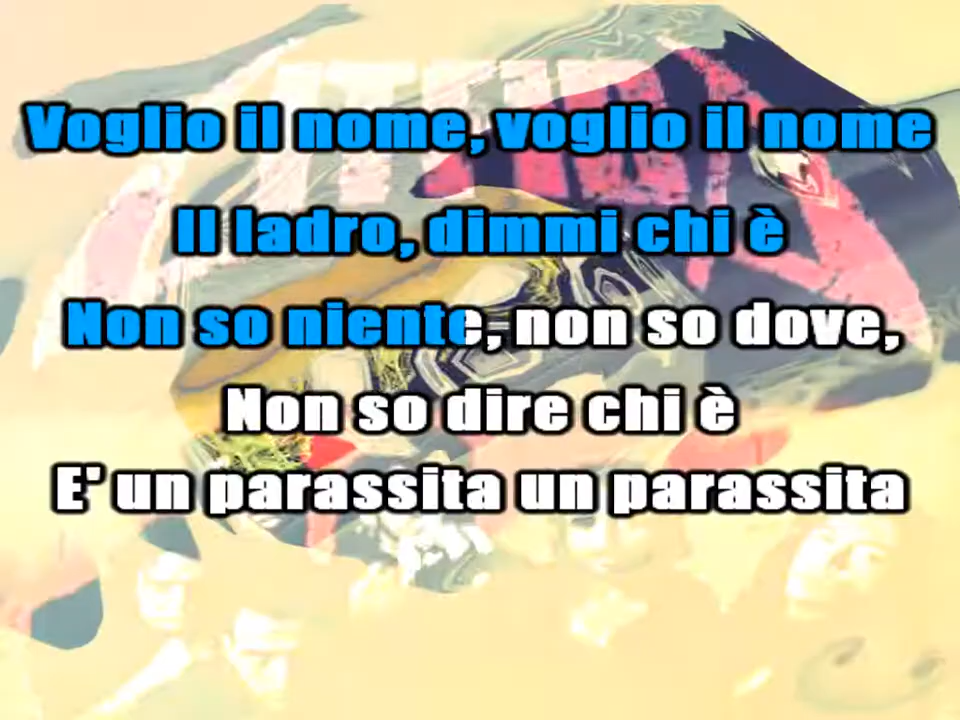 Voglio il nome, voglio il nome
Il ladro, dimmi chi è
Non so niente, non so dove,
Non so dire chi è
E' un parassita un parassita